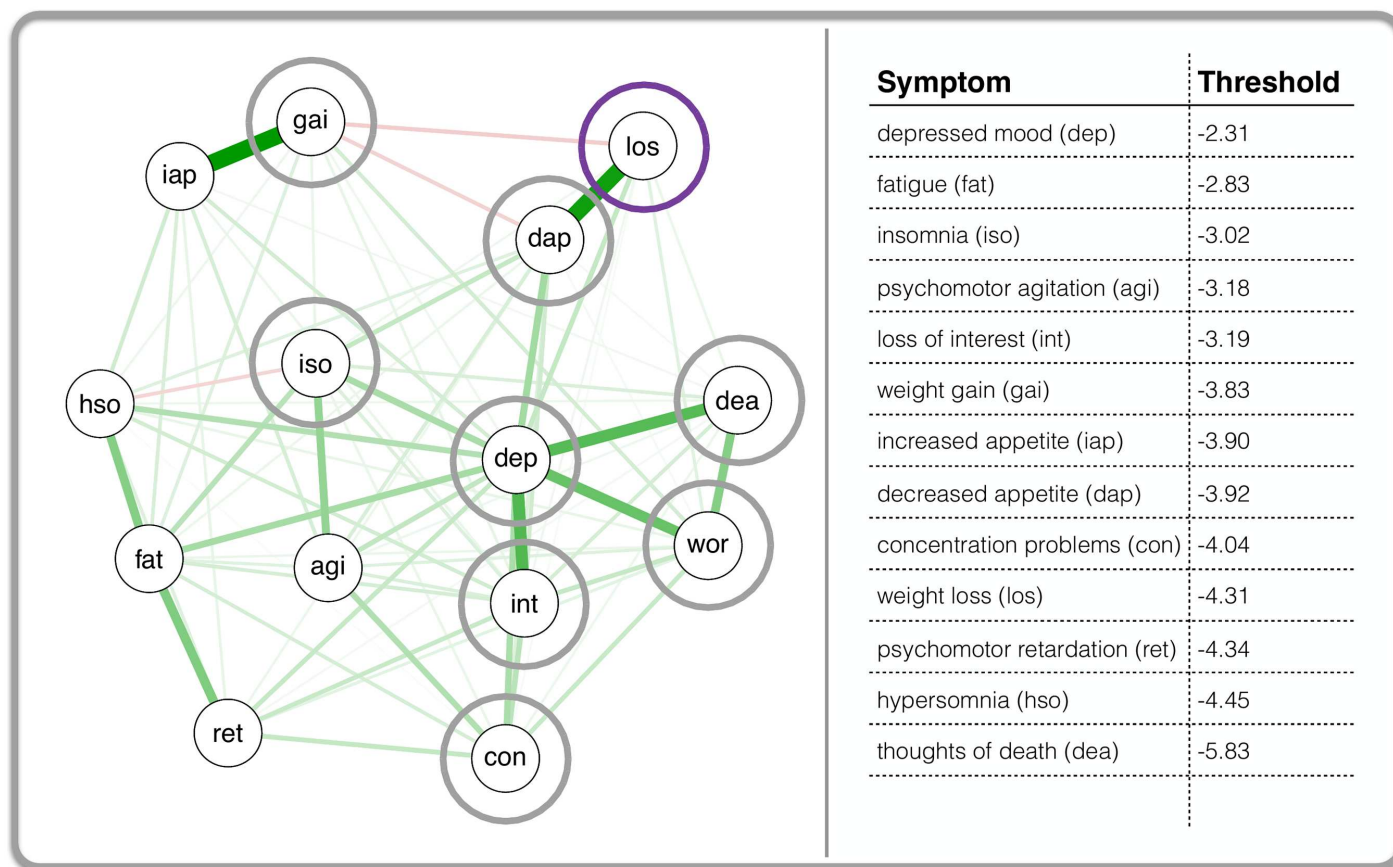 gai
los
iap
dap
iso
dea
hso
dep
wor
fat
agi
int
ret
con
Symptom Threshold
depressed mood (dep) -2.31
fatigue (fat) -2.83
insomnia (iso) -3.02
psychomotor agitation (agi) -3.18
loss of interest (int) -3.19
weight gain (gai) -3.83
increased appetite (iap) -3.90
decreased appetite (dap) -3.92
concentration problems (con) -4.04
weight loss (los) -4.31
psychomotor retardation (ret) -4.34
hypersomnia (hso) -4.45
thoughts of death (dea) -5.83